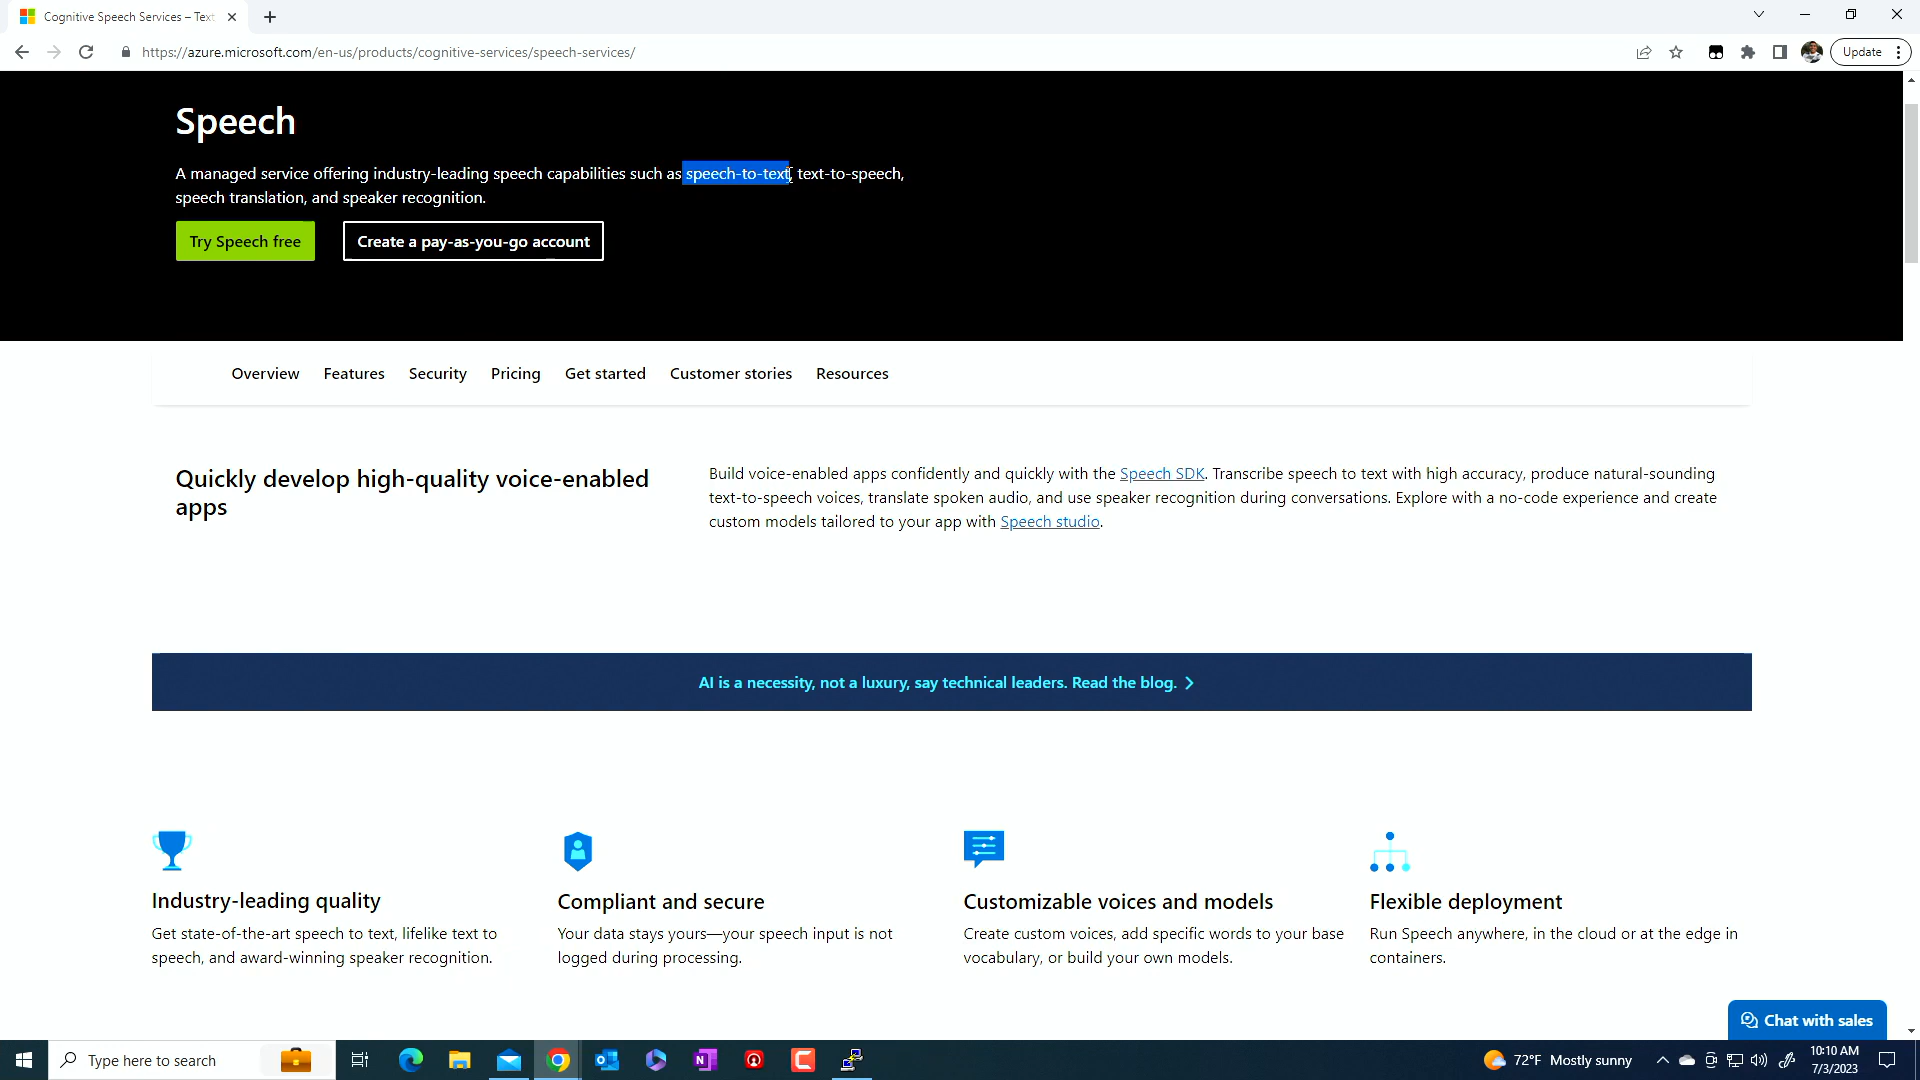 Cognitive Speech Services – Text
https://azure.microsoft.com/en-us/products/cognitive-services/speech-services/
Update
Speech
A managed service offering industry-leading speech capabilities such as speech-to-text, text-to-speech,
speech translation, and speaker recognition.
Try Speech free
Create a pay-as-you-go account
Overview
Features
Security
Pricing
Get started
Customer stories
Resources
Quickly develop high-quality voice-enabled
apps
Build voice-enabled apps confidently and quickly with the Speech SDK. Transcribe speech to text with high accuracy, produce natural-sounding
text-to-speech voices, translate spoken audio, and use speaker recognition during conversations. Explore with a no-code experience and create
custom models tailored to your app with Speech studio.
AI is a necessity, not a luxury, say technical leaders. Read the blog.
Industry-leading quality
Get state-of-the-art speech to text, lifelike text to
speech, and award-winning speaker recognition.
Compliant and secure
Your data stays yours—your speech input is not
logged during processing.
Customizable voices and models
Create custom voices, add specific words to your base
vocabulary, or build your own models.
Flexible deployment
Run Speech anywhere, in the cloud or at the edge in
containers.
Chat with sales
Type here to search
72°F Mostly sunny
10:10 AM
7/3/2023